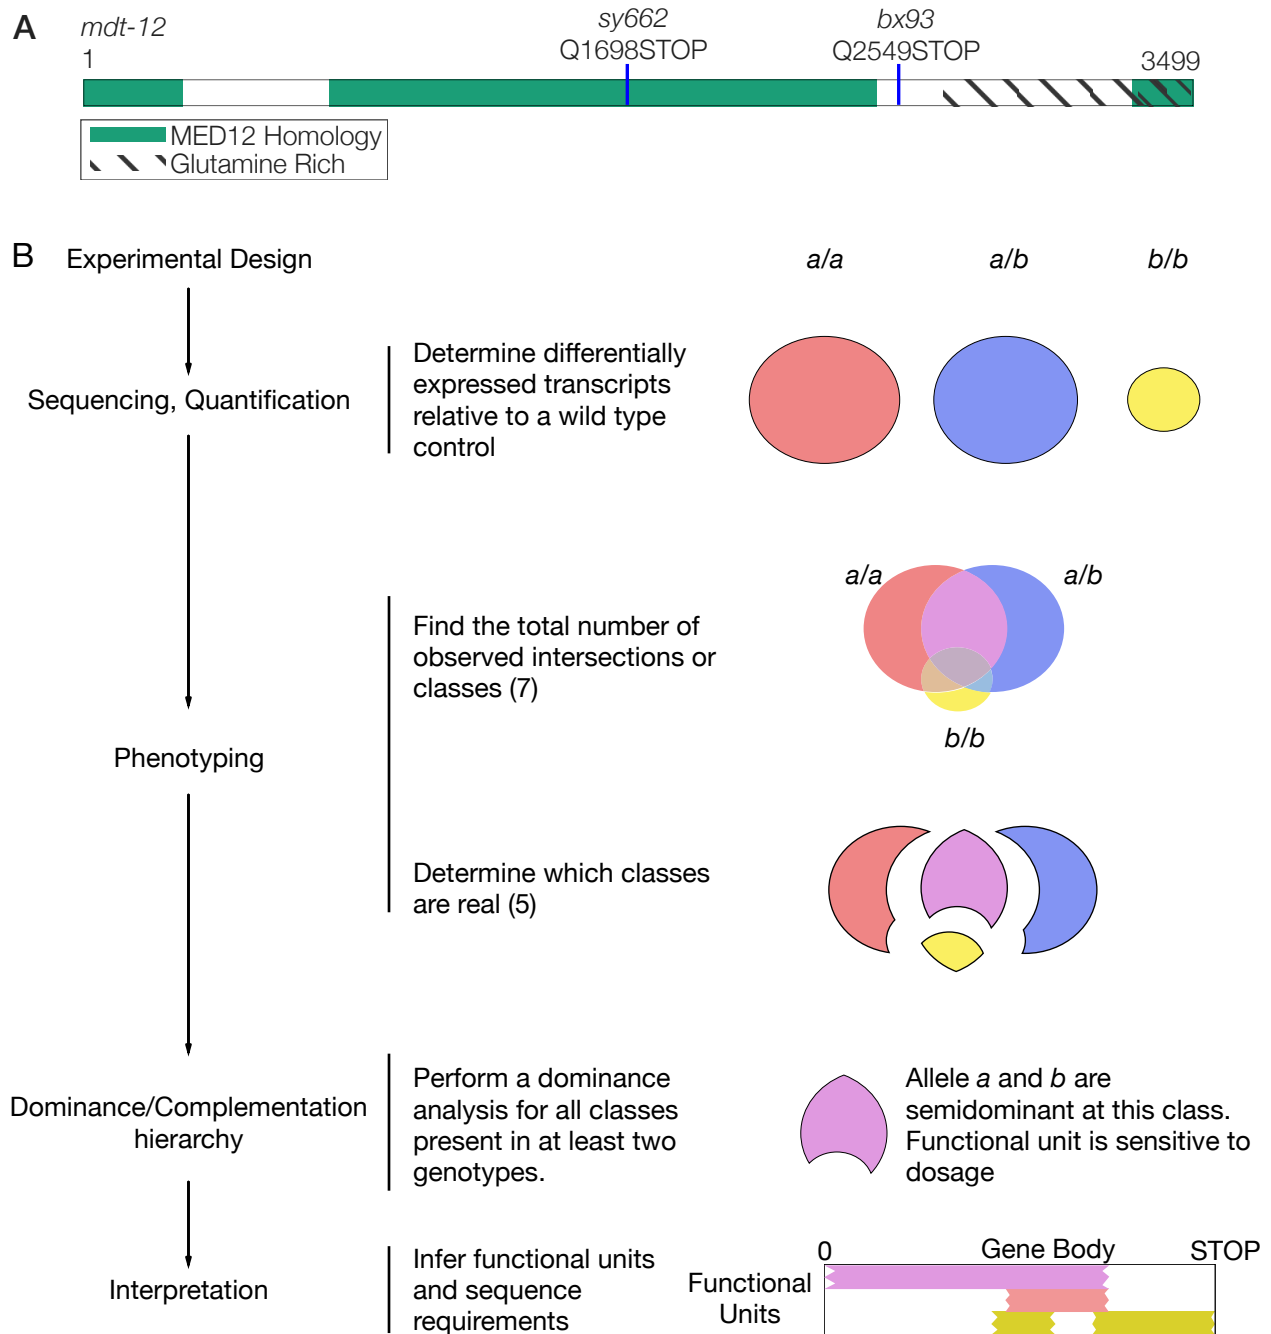 A
mdt-12
1
sy662
Q1698STOP
bx93
Q2549STOP
3499
MED12 Homology
Glutamine Rich
B
Experimental Design
a/a
a/b
b/b
Sequencing, Quantification
Determine differentially
expressed transcripts
relative to a wild type
control
Phenotyping
Find the total number of
observed intersections or
classes (7)
a/a
a/b
b/b
Determine which classes
are real (5)
Dominance/Complementation
hierarchy
Perform a dominance
analysis for all classes
present in at least two
genotypes.
Allele a and b are
semidominant at this class.
Functional unit is sensitive to
dosage
Interpretation
Infer functional units
and sequence
requirements
0
Gene Body
STOP
Functional
Units